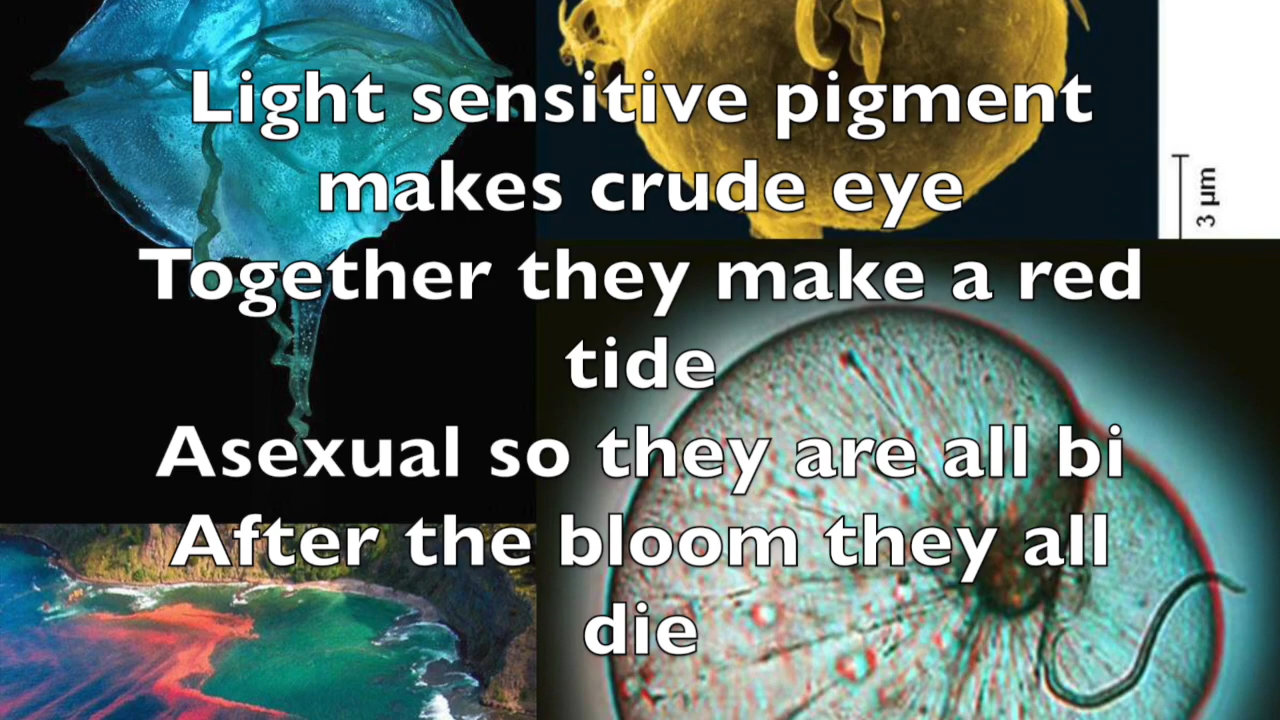 Light sensitive pigment
makes crude eye
Together they make a red
tide
Asexual so they are all bi
After the bloom they all
die
3 µm